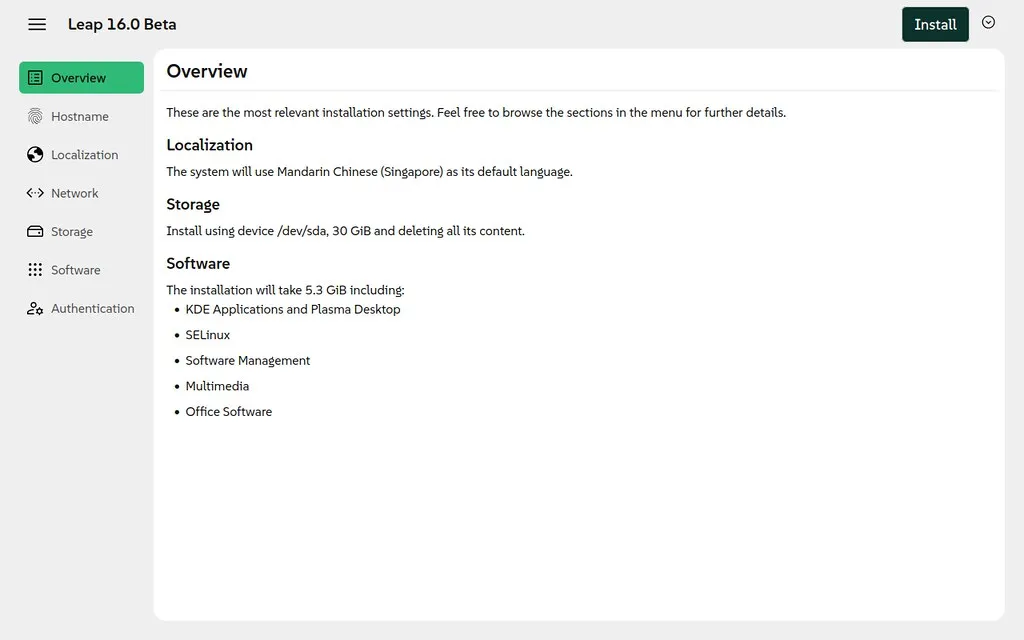 Leap 16.0 Beta
Install
Overview
Hostname
Localization
Network
Storage
Software
Authentication
Overview
These are the most relevant installation settings. Feel free to browse the sections in the menu for further details.
Localization
The system will use Mandarin Chinese (Singapore) as its default language.
Storage
Install using device /dev/sda, 30 GiB and deleting all its content.
Software
The installation will take 5.3 GiB including:
• KDE Applications and Plasma Desktop
• SELinux
• Software Management
• Multimedia
• Office Software